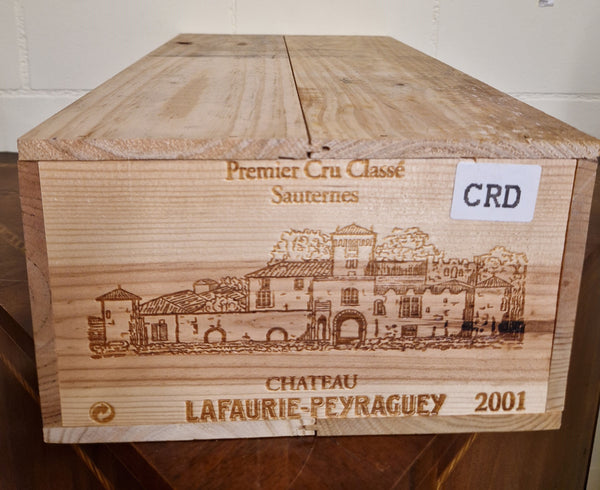 Premier Cru Classé
Sauternes
CRD
CHATEAU
LAFAURIE-PEYRAGUEY 2001